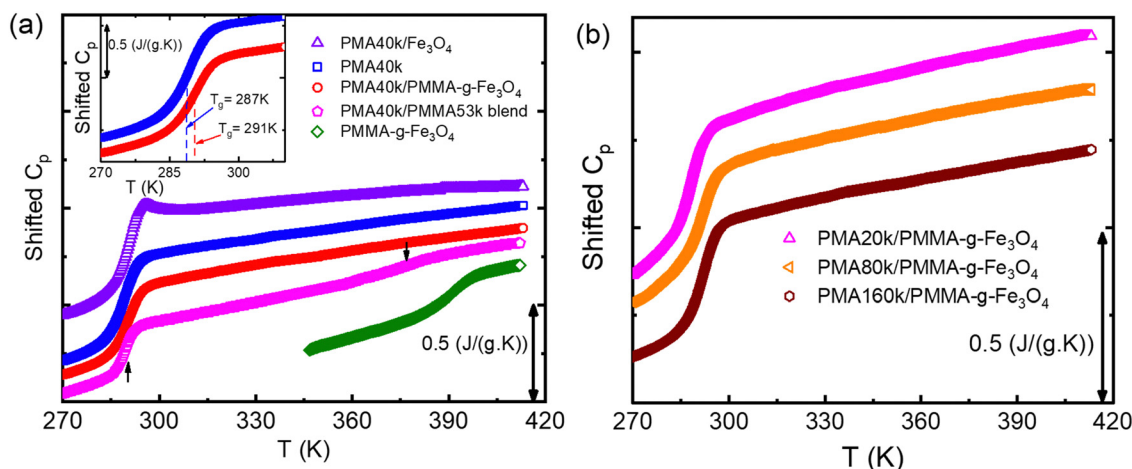 (a)
Shifted Cₚ
0.5 (J/(g.K))
T_g= 287K
T_g= 291K
270 285 300
T (K)
PMA40k/Fe₃O₄
PMA40k
PMA40k/PMMA-g-Fe₃O₄
PMA40k/PMMA53k blend
PMMA-g-Fe₃O₄
Shifted Cₚ
0.5 (J/(g.K))
270 300 330 360 390 420
T (K)
(b)
Shifted Cₚ
PMA20k/PMMA-g-Fe₃O₄
PMA80k/PMMA-g-Fe₃O₄
PMA160k/PMMA-g-Fe₃O₄
0.5 (J/(g.K))
270 300 330 360 390 420
T (K)